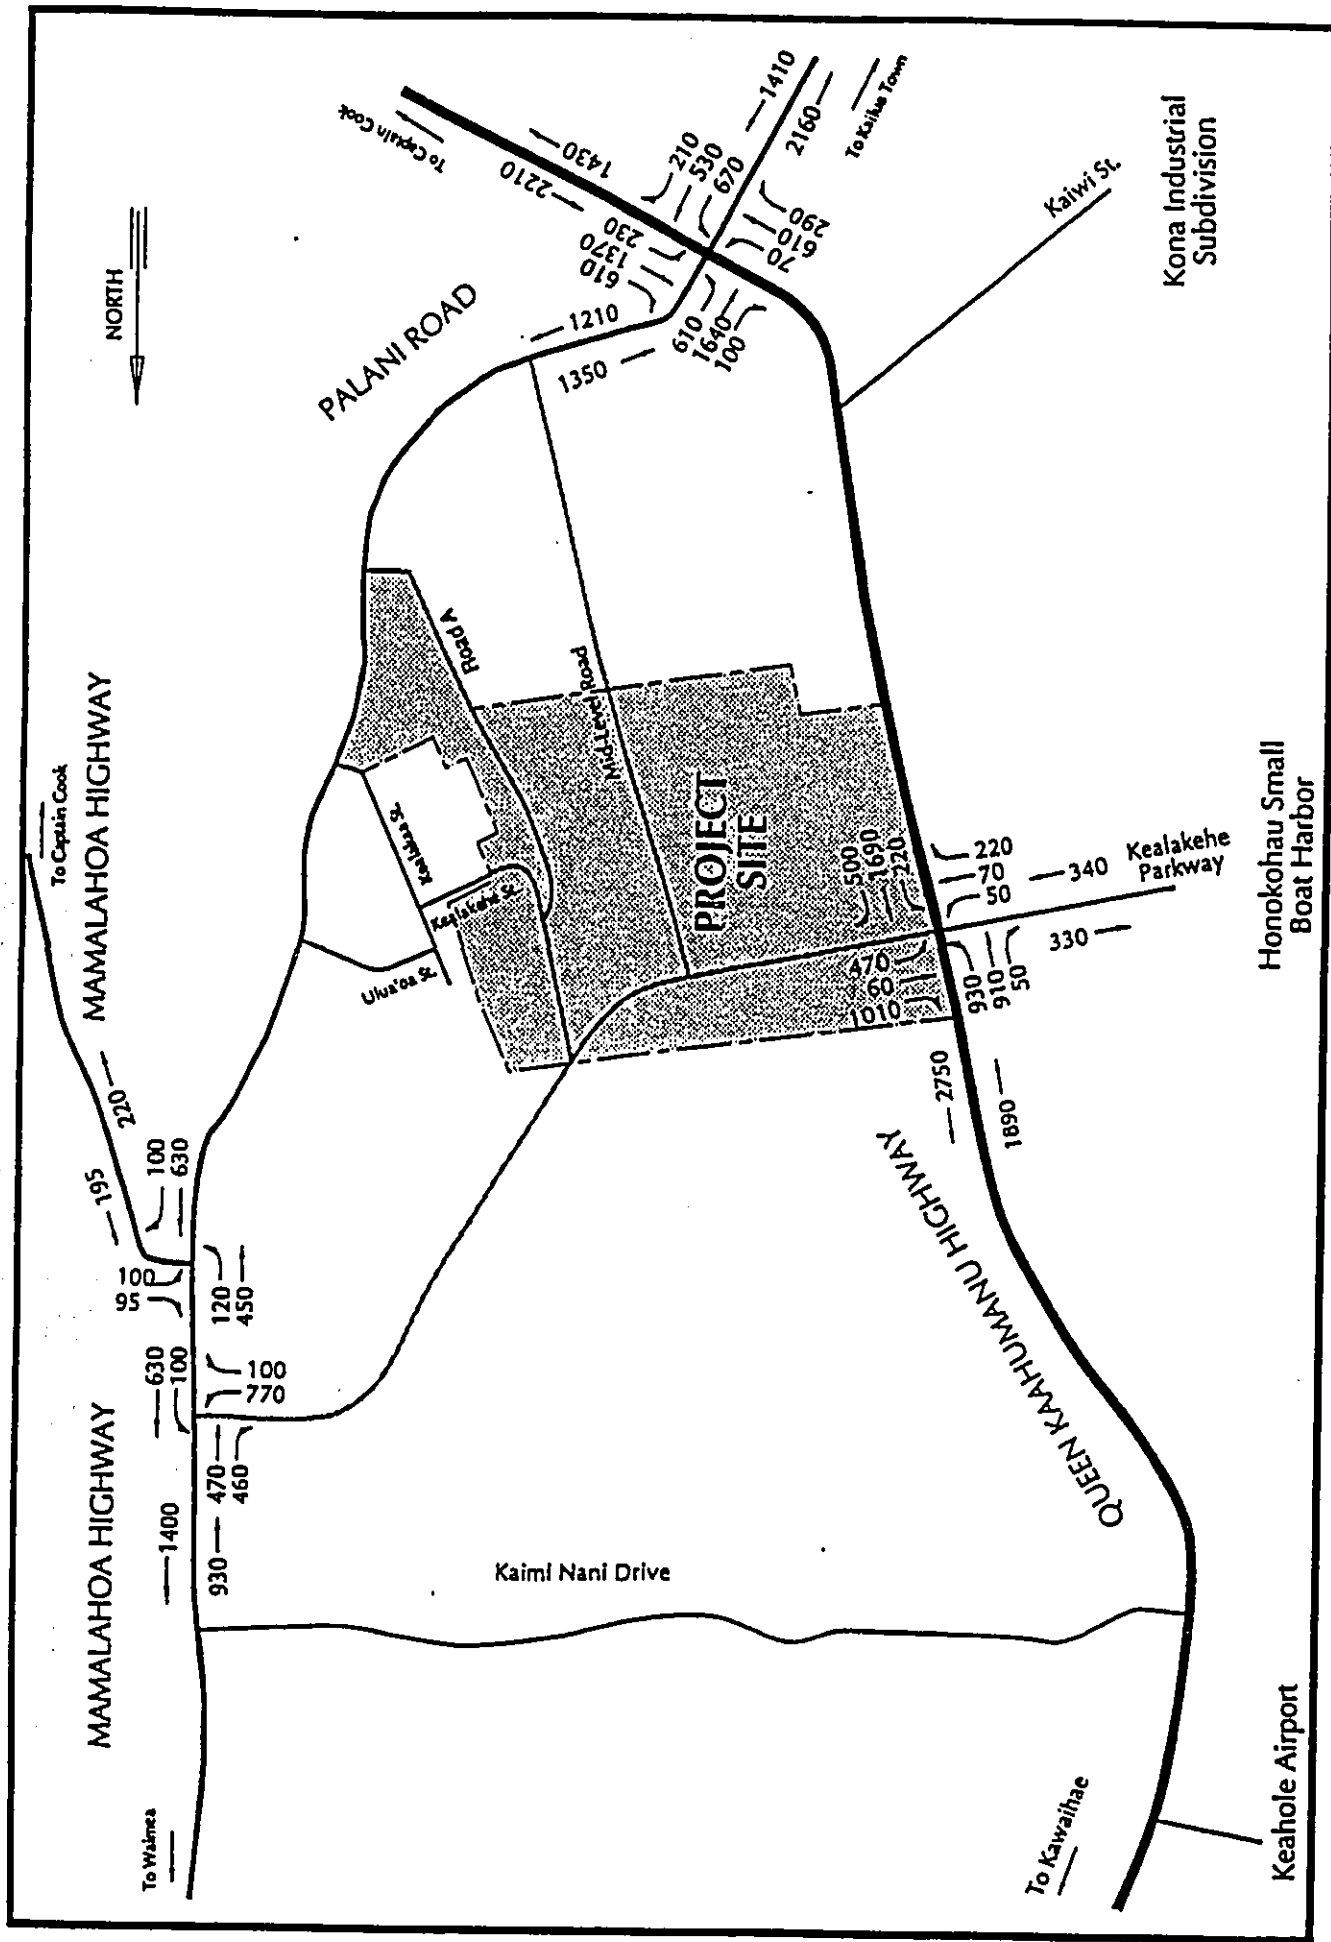 NORTH
To Captain Cook
MAMALAHOA HIGHWAY
MAMALAHOA HIGHWAY
To Waimea
PALANI ROAD
To Captain Cook
2210
1430
230
1370
610
210
530
670
1410
2160
To Kailua Town
290
610
70
610
1640
100
1210
1350
Kaiwi St.
Kona Industrial
Subdivision
Road A
Mid-Level Road
Kealakehe St.
Ulua'oa St.
PROJECT
SITE
220
195
100
630
100
95
120
450
630
100
100
770
470
460
1400
930
500
1690
220
470
60
1010
220
70
50
340
330
930
910
50
2750
1890
Kealakehe
Parkway
Honokohau Small
Boat Harbor
QUEEN KAAHUMANU HIGHWAY
Kaimi Nani Drive
To Kawaihae
Keahole Airport